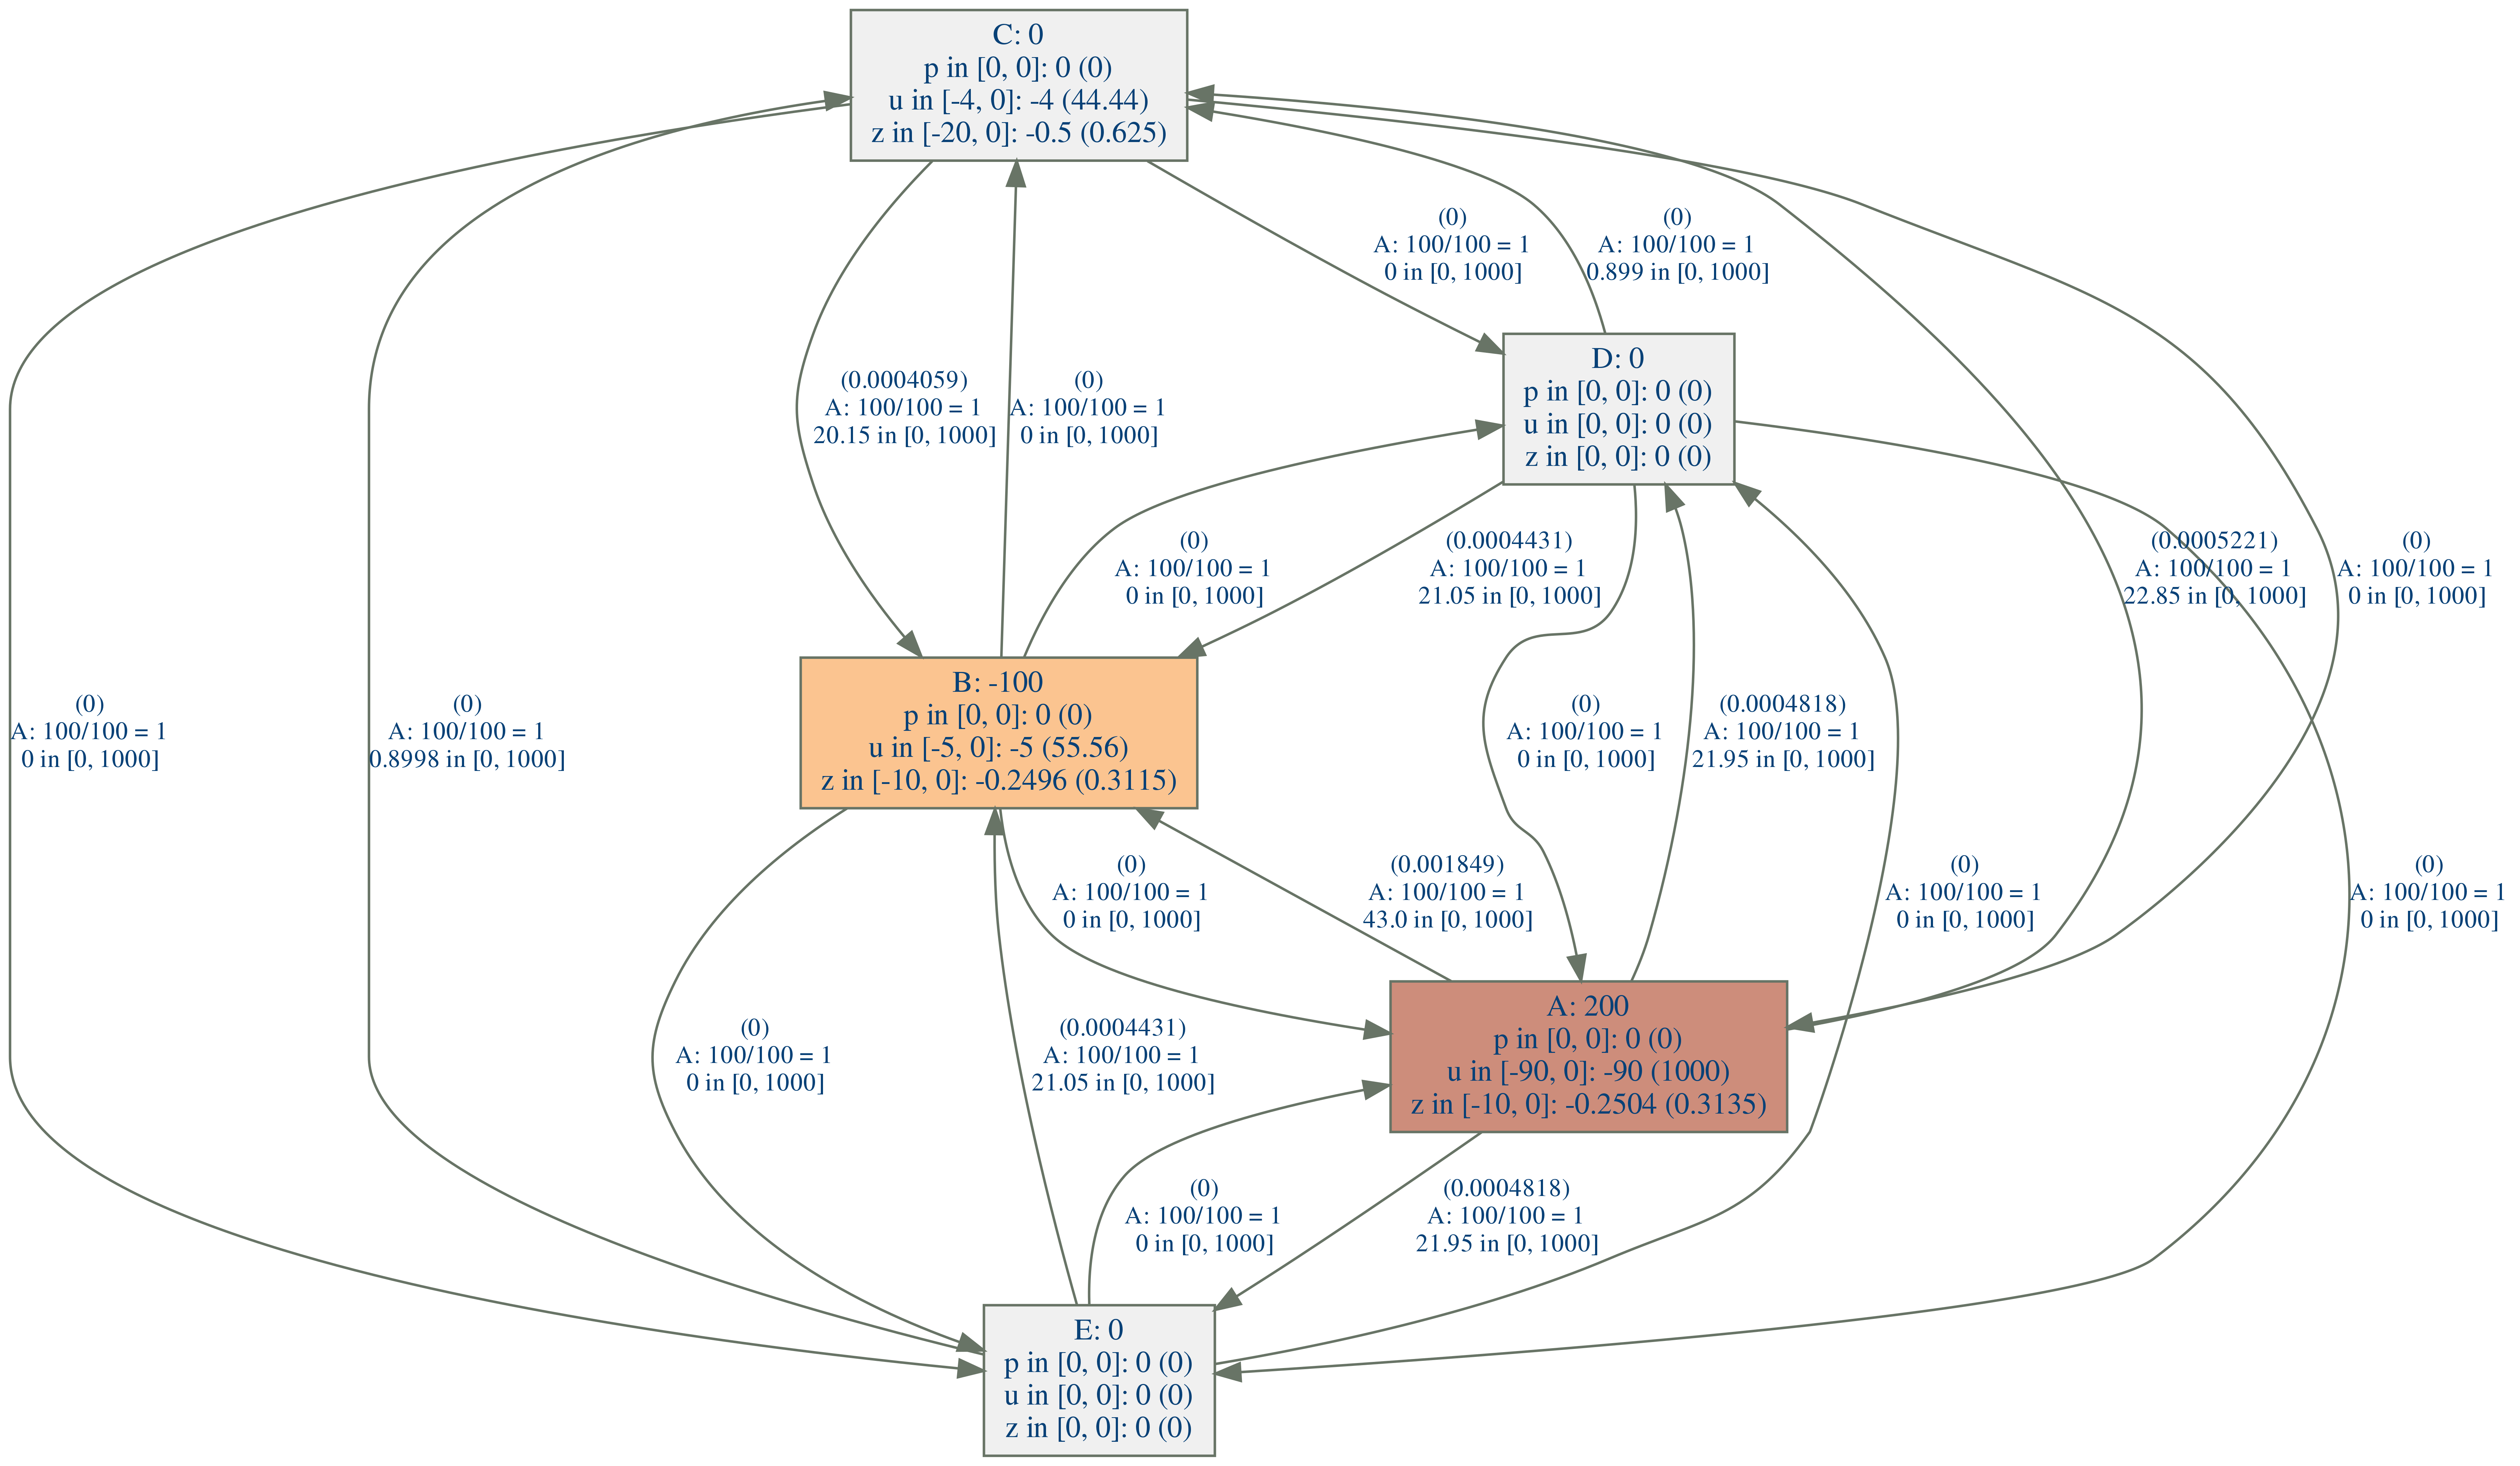 C: 0
p in [0, 0]: 0 (0)
u in [-4, 0]: -4 (44.44)
z in [-20, 0]: -0.5 (0.625)
(0)
A: 100/100 = 1
0 in [0, 1000]
(0)
A: 100/100 = 1
0.899 in [0, 1000]
D: 0
p in [0, 0]: 0 (0)
u in [0, 0]: 0 (0)
z in [0, 0]: 0 (0)
(0.0004059)
A: 100/100 = 1
20.15 in [0, 1000]
(0)
A: 100/100 = 1
0 in [0, 1000]
(0)
A: 100/100 = 1
0 in [0, 1000]
(0.0004431)
A: 100/100 = 1
21.05 in [0, 1000]
(0.0005221)
A: 100/100 = 1
22.85 in [0, 1000]
(0)
A: 100/100 = 1
0 in [0, 1000]
B: -100
p in [0, 0]: 0 (0)
u in [-5, 0]: -5 (55.56)
z in [-10, 0]: -0.2496 (0.3115)
(0)
A: 100/100 = 1
0 in [0, 1000]
(0)
A: 100/100 = 1
0.8998 in [0, 1000]
(0)
A: 100/100 = 1
0 in [0, 1000]
(0.0004818)
A: 100/100 = 1
21.95 in [0, 1000]
(0)
A: 100/100 = 1
0 in [0, 1000]
(0.001849)
A: 100/100 = 1
43.0 in [0, 1000]
(0)
A: 100/100 = 1
0 in [0, 1000]
(0)
A: 100/100 = 1
0 in [0, 1000]
A: 200
p in [0, 0]: 0 (0)
u in [-90, 0]: -90 (1000)
z in [-10, 0]: -0.2504 (0.3135)
(0)
A: 100/100 = 1
0 in [0, 1000]
(0.0004431)
A: 100/100 = 1
21.05 in [0, 1000]
(0)
A: 100/100 = 1
0 in [0, 1000]
(0.0004818)
A: 100/100 = 1
21.95 in [0, 1000]
E: 0
p in [0, 0]: 0 (0)
u in [0, 0]: 0 (0)
z in [0, 0]: 0 (0)